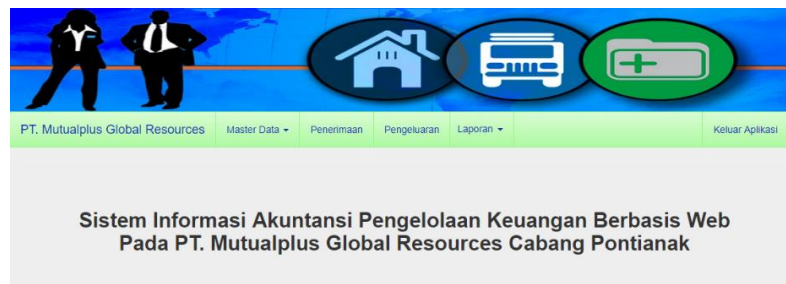 PT. Mutualplus Global Resources Master Data Penerimaan Pengeluaran Laporan Keluar Aplikasi
Sistem Informasi Akuntansi Pengelolaan Keuangan Berbasis Web
Pada PT. Mutualplus Global Resources Cabang Pontianak